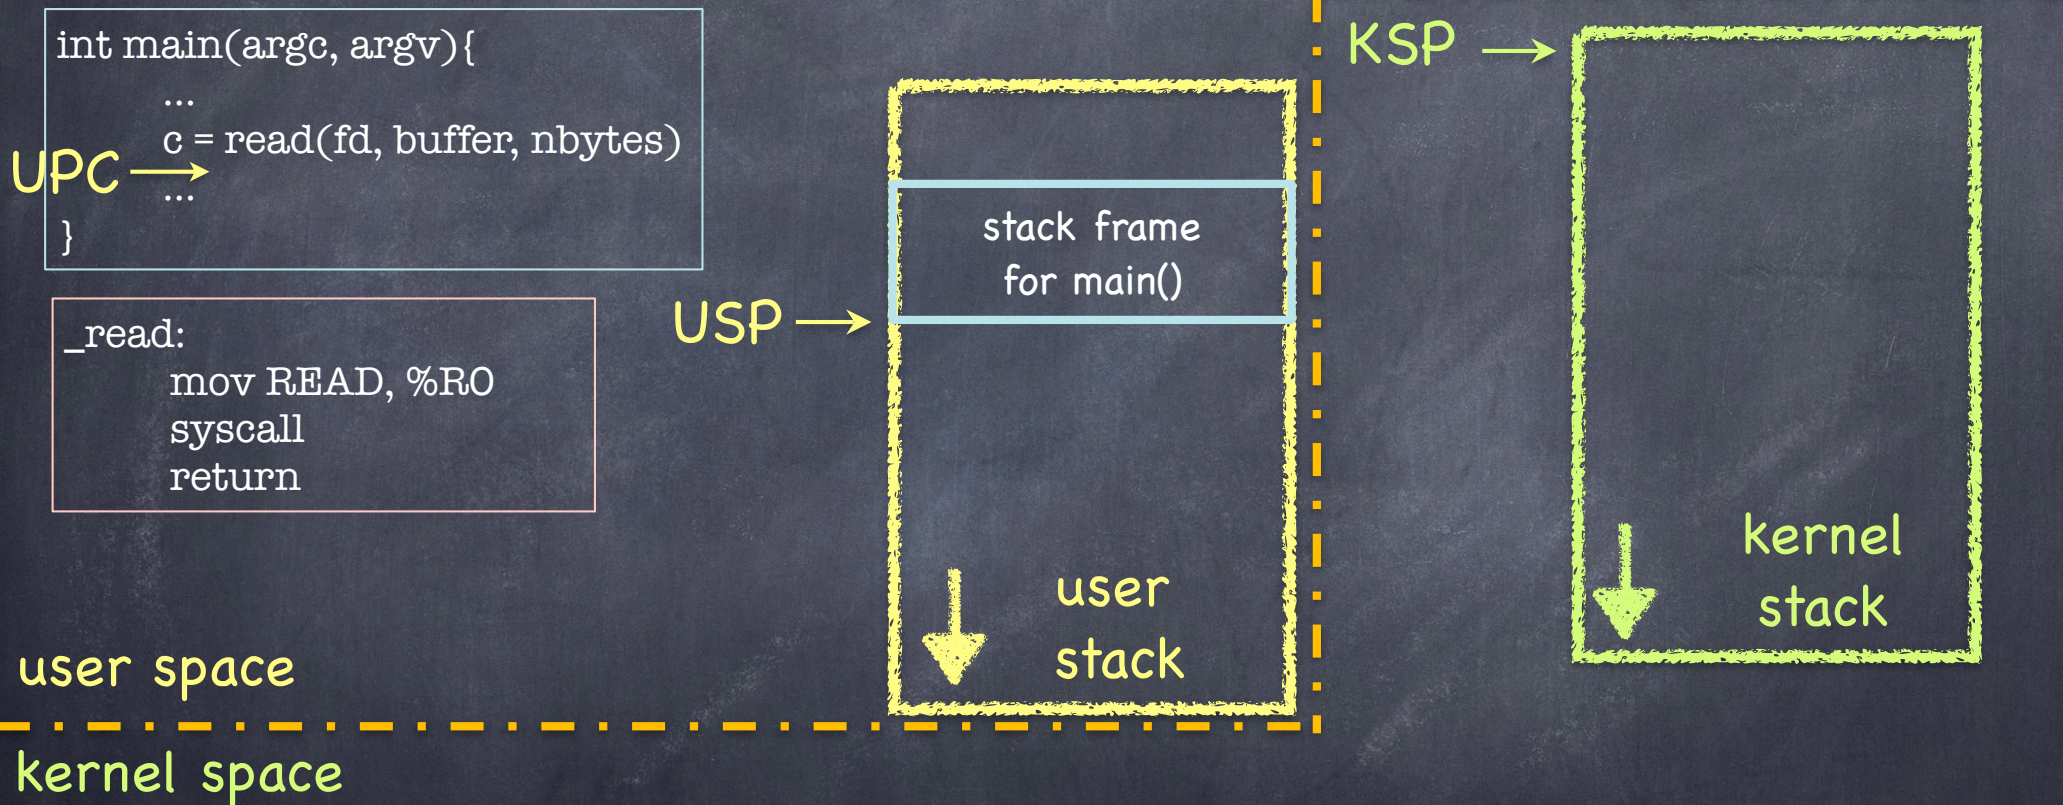 int main(argc, argv){
...
c = read(fd, buffer, nbytes)
UPC
...
}
_read:
mov READ, %R0
syscall
return
user space
kernel space
stack frame
for main()
USP
user
stack
KSP
kernel
stack